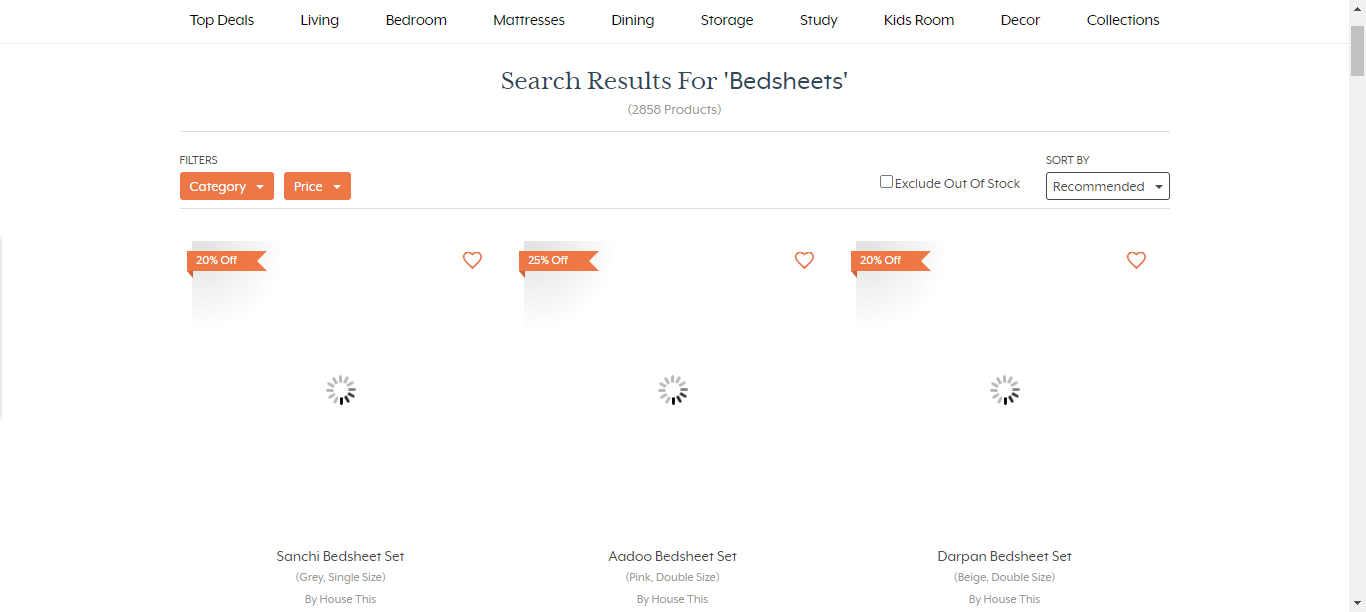 Top Deals Living Bedroom Mattresses Dining Storage Study Kids Room Decor Collections
Search Results For 'Bedsheets'
(2858 Products)
FILTERS
Category Price
Exclude Out Of Stock
SORT BY
Recommended
20% Off 25% Off 20% Off
Sanchi Bedsheet Set Aadoo Bedsheet Set Darpan Bedsheet Set
(Grey, Single Size) (Pink, Double Size) (Beige, Double Size)
By House This By House This By House This